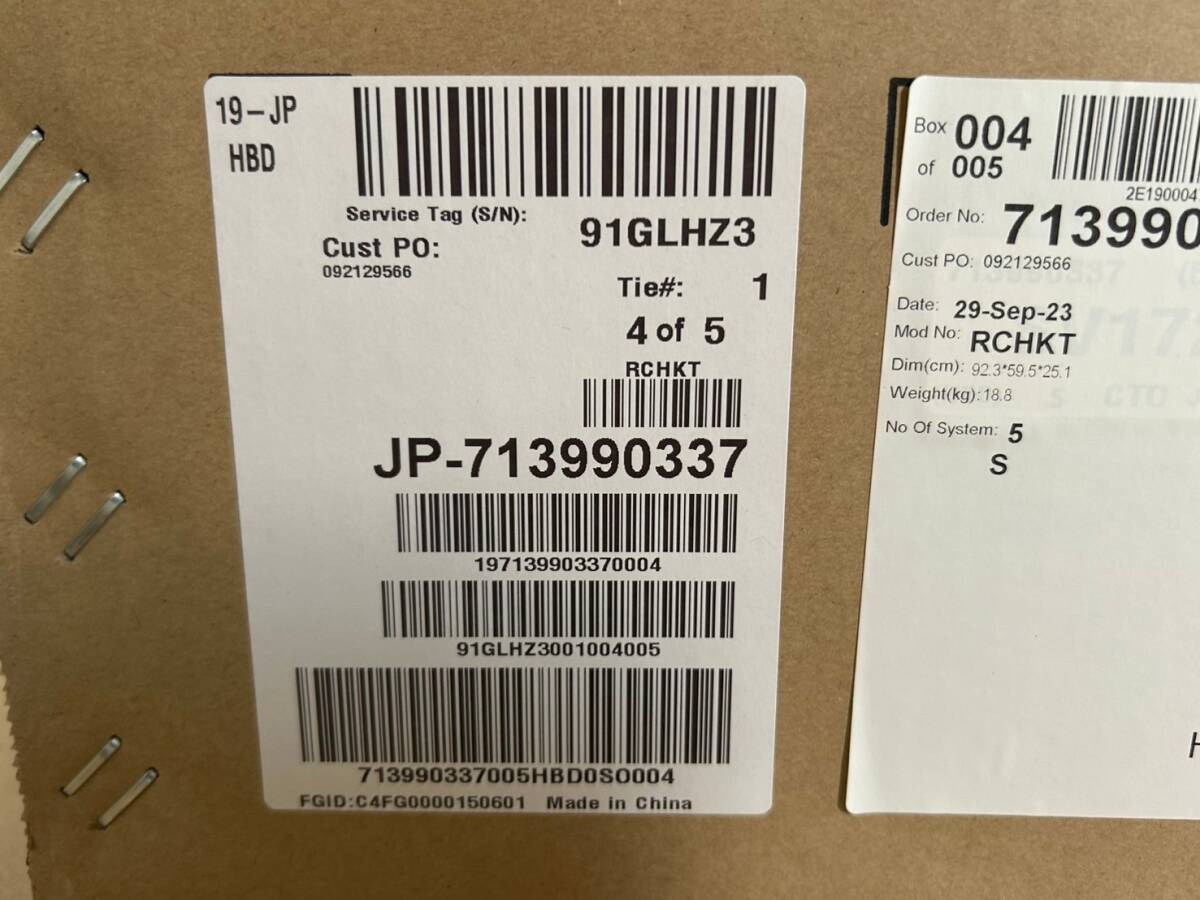 19-JP
HBD
Service Tag (S/N):
91GLHZ3
Cust PO:
092129566
Tie#: 1
4 of 5
RCHKT
JP-713990337
197139903370004
91GLHZ3001004005
713990337005HBD0SO004
FGID:C4FG0000150601 Made in China
Box 004
of 005
2E190004
Order No: 713990
Cust PO: 092129566
713990337
Date: 29-Sep-23
Mod No: RCHKT
Dim(cm): 92.3*59.5*25.1
Weight(kg): 18.8
S CTO
No Of System: 5
S
H